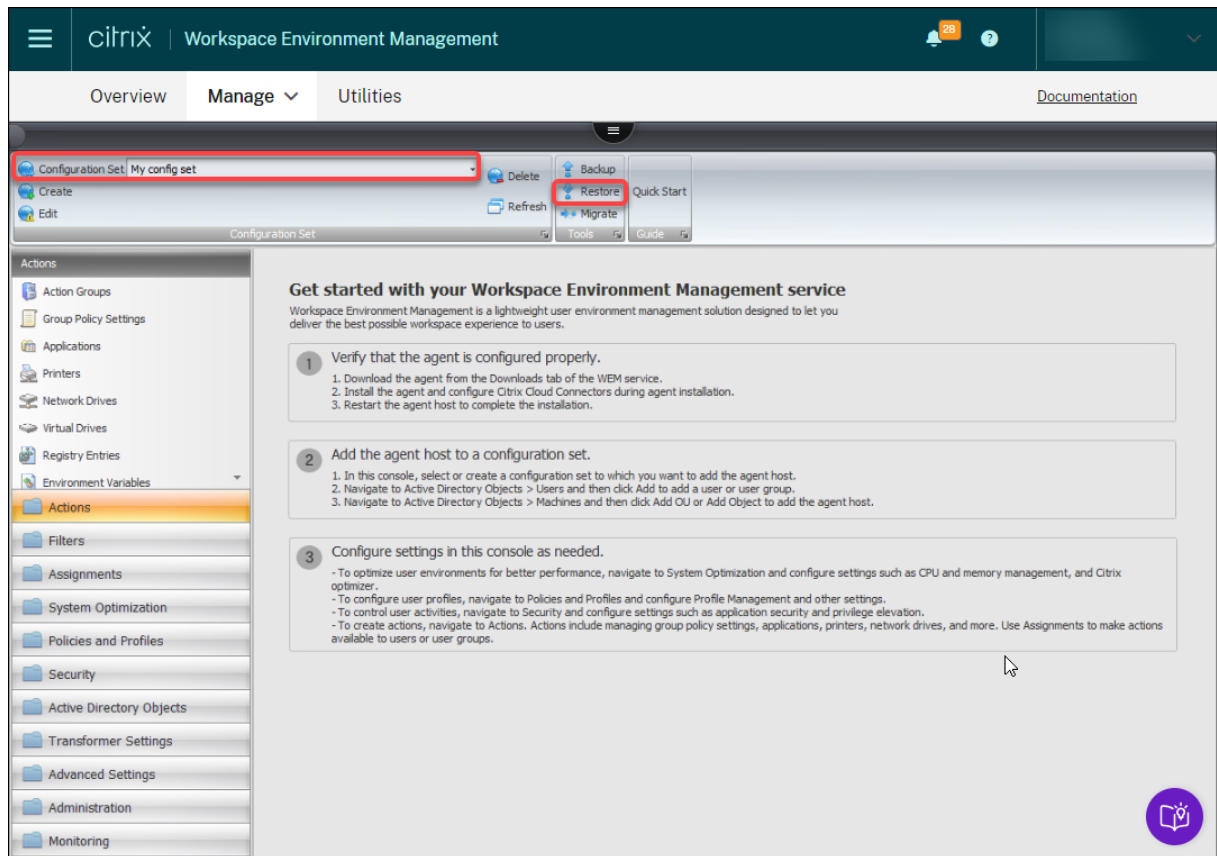 citrix | Workspace Environment Management
28
?
Overview
Manage
Utilities
Documentation
Configuration Set My config set
Create
Edit
Delete
Refresh
Configuration Set
Backup
Restore
Migrate
Tools
Quick Start
Guide
Actions
Action Groups
Group Policy Settings
Applications
Printers
Network Drives
Virtual Drives
Registry Entries
Environment Variables
Actions
Filters
Assignments
System Optimization
Policies and Profiles
Security
Active Directory Objects
Transformer Settings
Advanced Settings
Administration
Monitoring
Get started with your Workspace Environment Management service
Workspace Environment Management is a lightweight user environment management solution designed to let you
deliver the best possible workspace experience to users.
1
Verify that the agent is configured properly.
1. Download the agent from the Downloads tab of the WEM service.
2. Install the agent and configure Citrix Cloud Connectors during agent installation.
3. Restart the agent host to complete the installation.
2
Add the agent host to a configuration set.
1. In this console, select or create a configuration set to which you want to add the agent host.
2. Navigate to Active Directory Objects > Users and then click Add to add a user or user group.
3. Navigate to Active Directory Objects > Machines and then click Add OU or Add Object to add the agent host.
3
Configure settings in this console as needed.
- To optimize user environments for better performance, navigate to System Optimization and configure settings such as CPU and memory management, and Citrix
optimizer.
- To configure user profiles, navigate to Policies and Profiles and configure Profile Management and other settings.
- To control user activities, navigate to Security and configure settings such as application security and privilege elevation.
- To create actions, navigate to Actions. Actions include managing group policy settings, applications, printers, network drives, and more. Use Assignments to make actions
available to users or user groups.